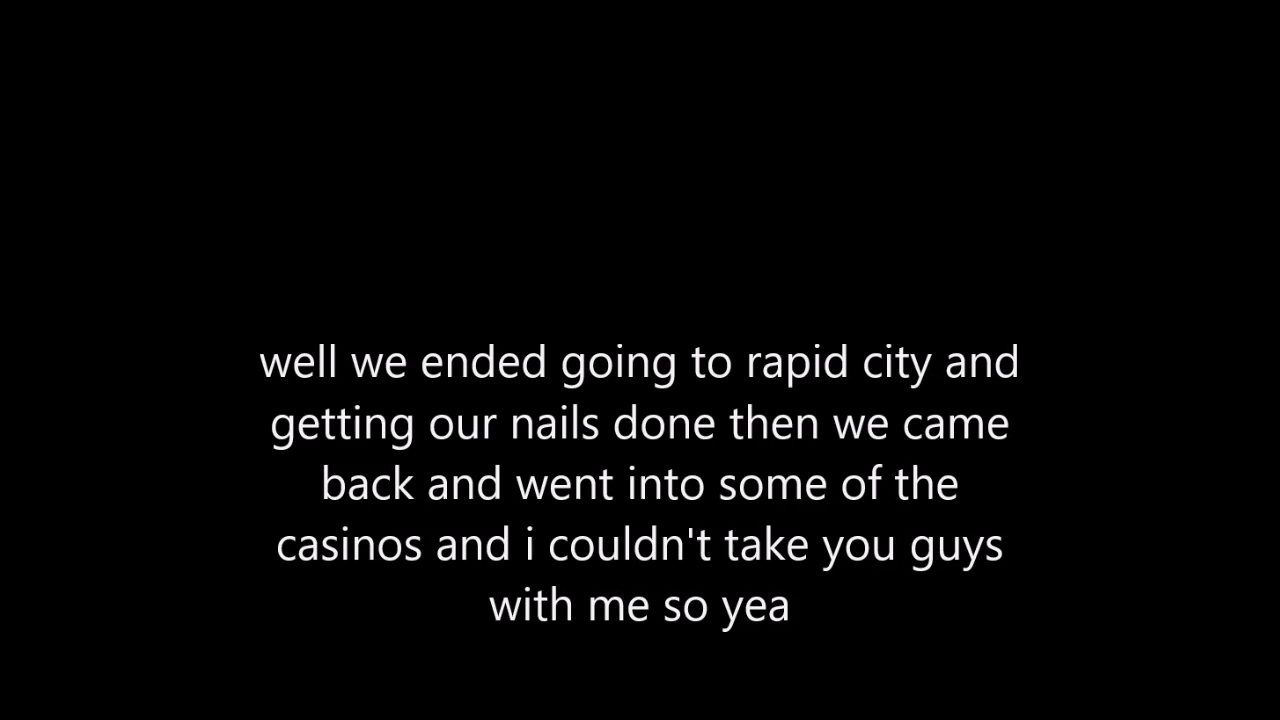 well we ended going to rapid city and
getting our nails done then we came
back and went into some of the
casinos and i couldn't take you guys
with me so yea